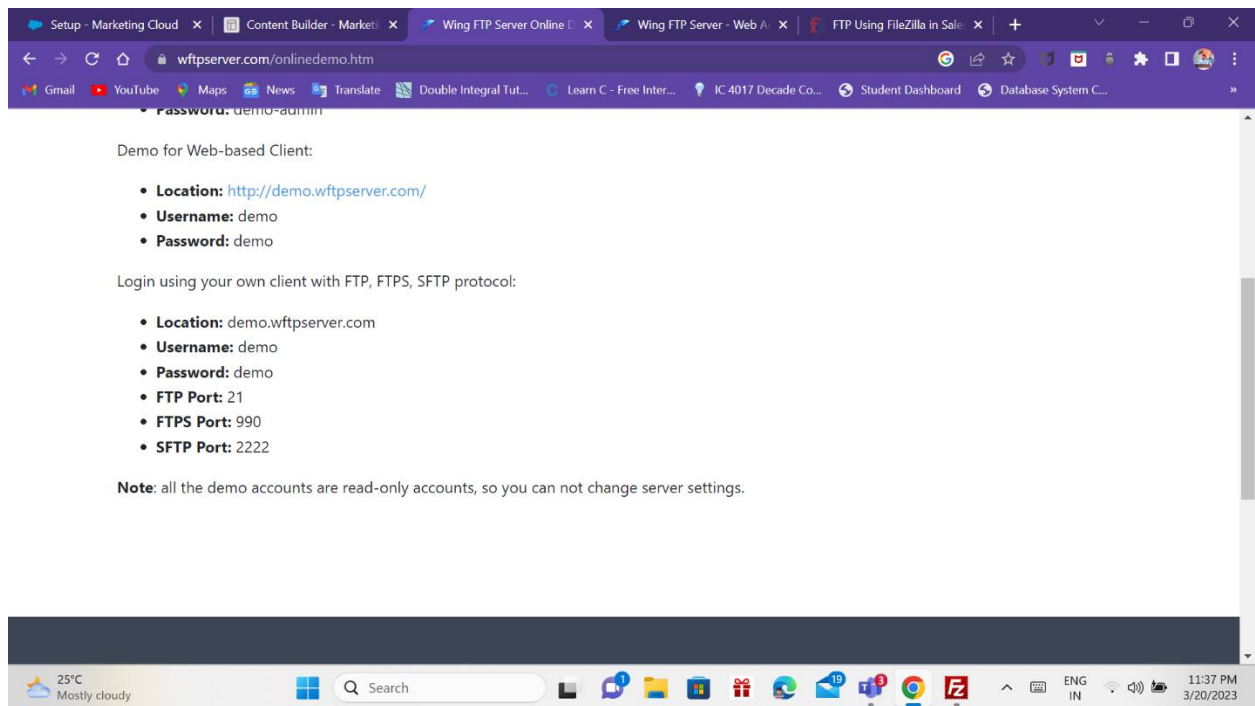 Setup - Marketing Cloud
Content Builder - Marketi
Wing FTP Server Online D
Wing FTP Server - Web A
FTP Using FileZilla in Sale
wftpserver.com/onlinedemo.htm
Gmail YouTube Maps News Translate Double Integral Tut... Learn C - Free Inter... IC 4017 Decade Co... Student Dashboard Database System C... »
• Password: demo-admin
Demo for Web-based Client:
• Location: http://demo.wftpserver.com/
• Username: demo
• Password: demo
Login using your own client with FTP, FTPS, SFTP protocol:
• Location: demo.wftpserver.com
• Username: demo
• Password: demo
• FTP Port: 21
• FTPS Port: 990
• SFTP Port: 2222
Note: all the demo accounts are read-only accounts, so you can not change server settings.
25°C
Mostly cloudy
Search
19
3
ENG
IN
11:37 PM
3/20/2023